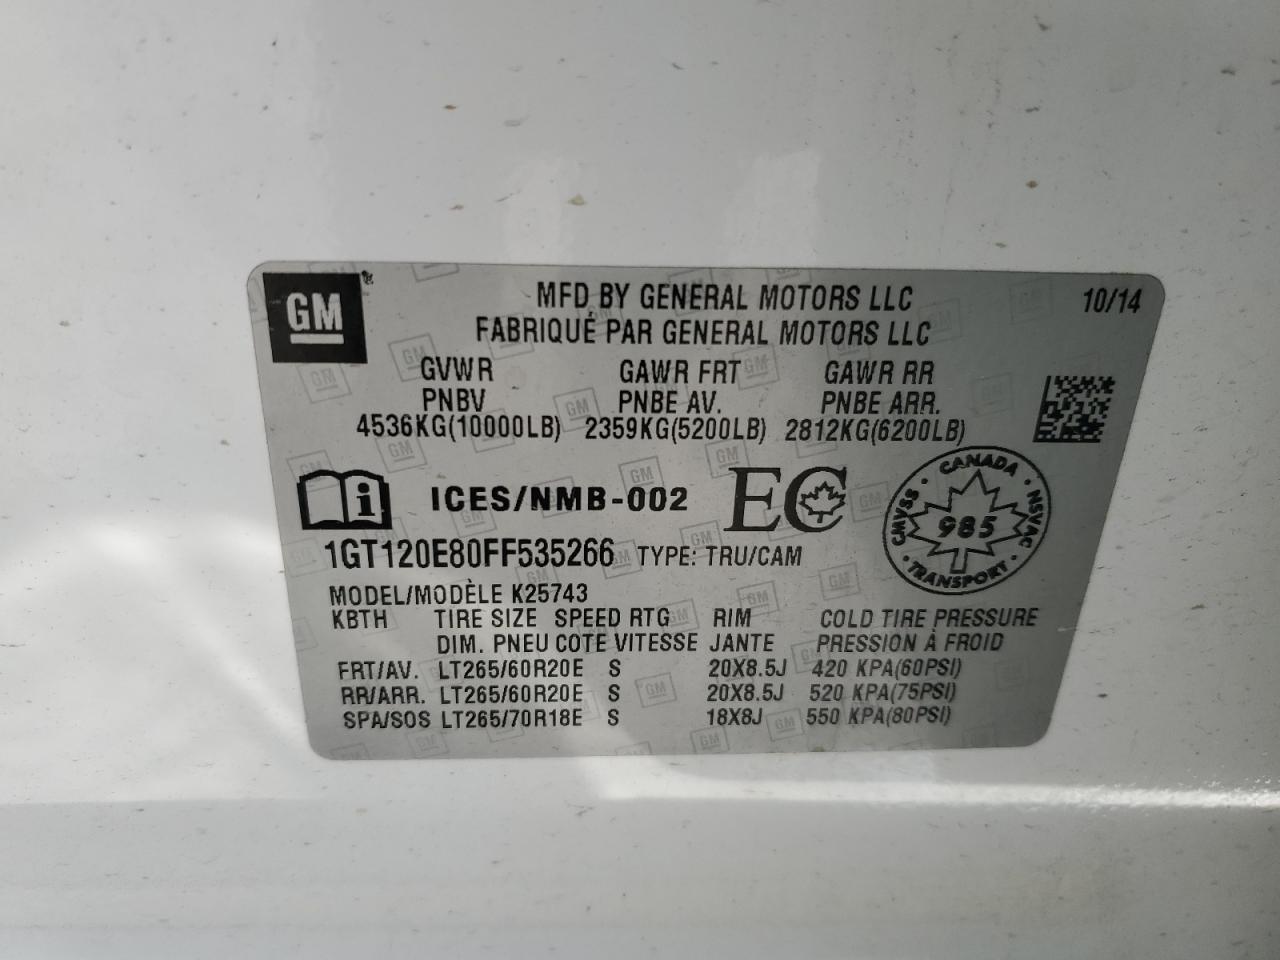 GM
MFD BY GENERAL MOTORS LLC 10/14
FABRIQUÉ PAR GENERAL MOTORS LLC
GVWR GAWR FRT GAWR RR
PNBV PNBE AV. PNBE ARR.
4536KG(10000LB) 2359KG(5200LB) 2812KG(6200LB)
i ICES/NMB-002 EC
CANADA
CMVSS NSVAC
985
TRANSPORT
1GT120E80FF535266 TYPE: TRU/CAM
MODEL/MODÈLE K25743
KBTH TIRE SIZE SPEED RTG RIM COLD TIRE PRESSURE
DIM. PNEU COTE VITESSE JANTE PRESSION À FROID
FRT/AV. LT265/60R20E S 20X8.5J 420 KPA(60PSI)
RR/ARR. LT265/60R20E S 20X8.5J 520 KPA(75PSI)
SPA/SOS LT265/70R18E S 18X8J 550 KPA(80PSI)